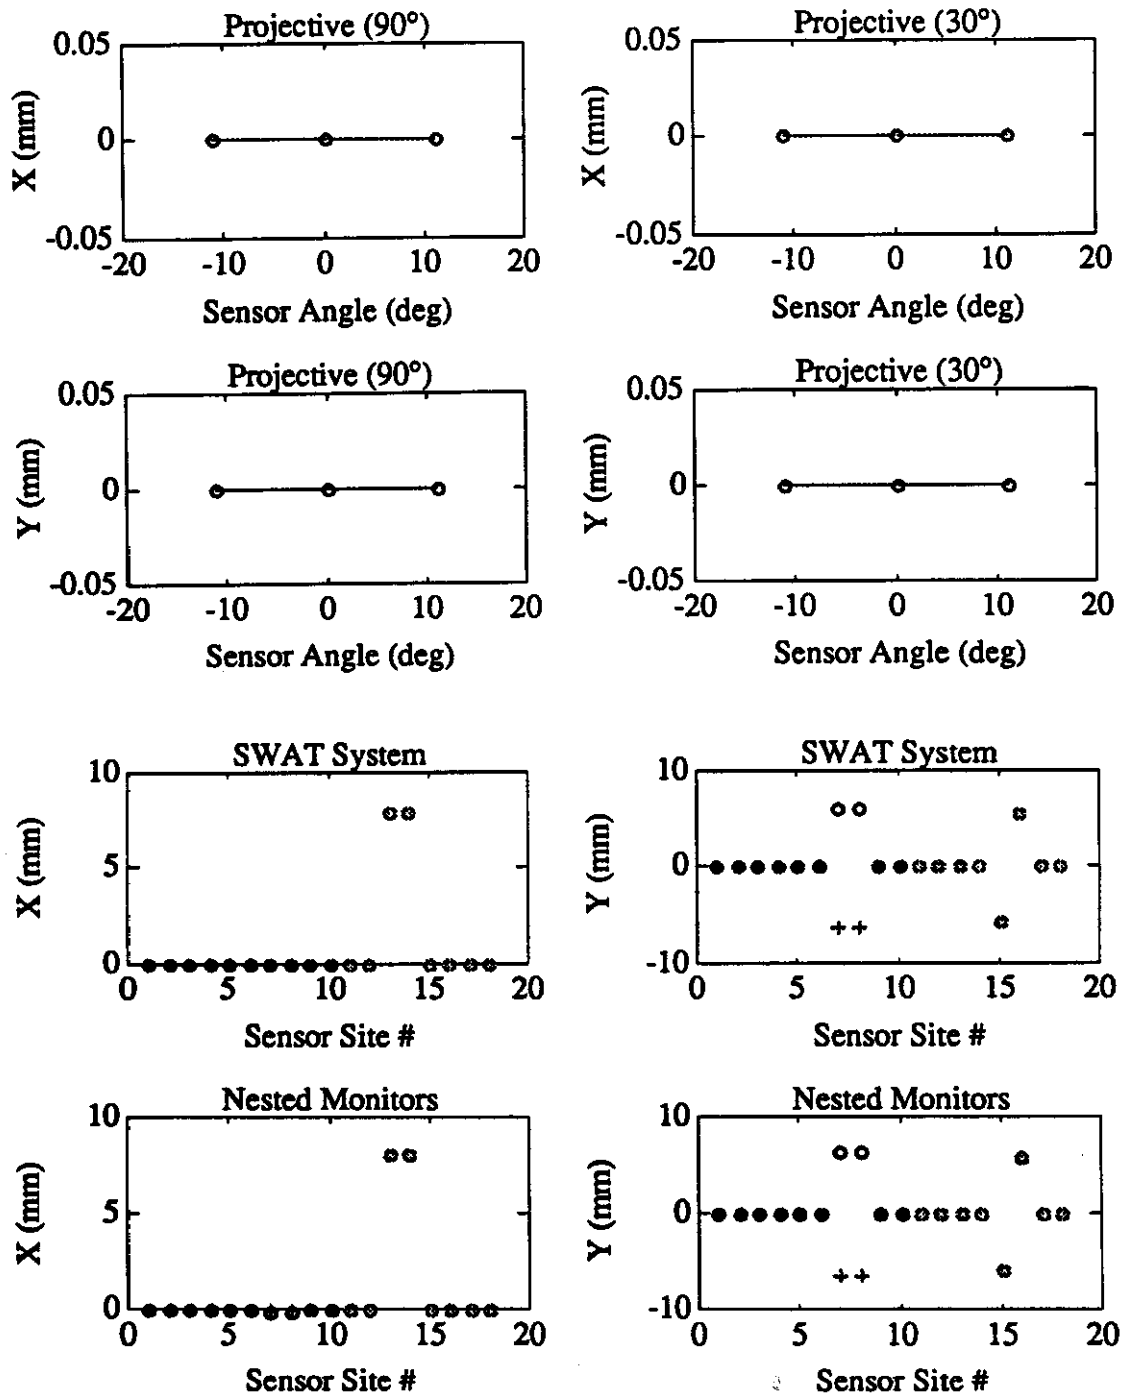 Projective (90°)
0.05
0
-0.05
X (mm)
-20 -10 0 10 20
Sensor Angle (deg)
Projective (30°)
0.05
0
-0.05
X (mm)
-20 -10 0 10 20
Sensor Angle (deg)
Projective (90°)
0.05
0
-0.05
Y (mm)
-20 -10 0 10 20
Sensor Angle (deg)
Projective (30°)
0.05
0
-0.05
Y (mm)
-20 -10 0 10 20
Sensor Angle (deg)
SWAT System
10
5
0
X (mm)
0 5 10 15 20
Sensor Site #
SWAT System
10
0
-10
Y (mm)
0 5 10 15 20
Sensor Site #
Nested Monitors
10
5
0
X (mm)
0 5 10 15 20
Sensor Site #
Nested Monitors
10
0
-10
Y (mm)
0 5 10 15 20
Sensor Site #